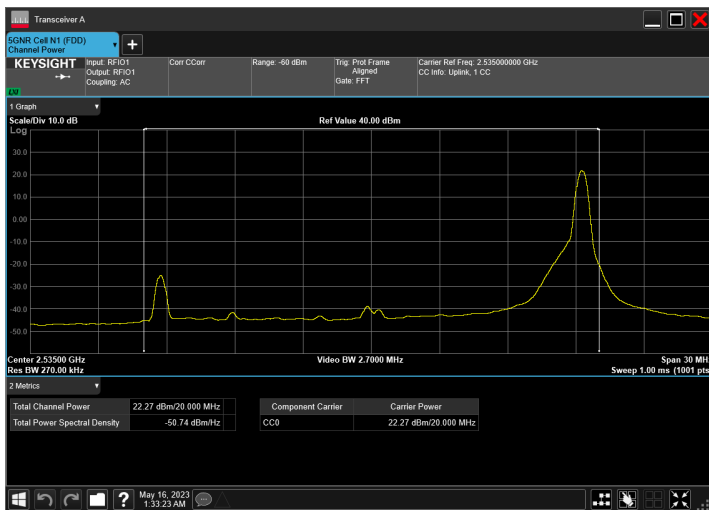 Transceiver A
5GNR Cell N1 (FDD)
Channel Power
KEYSIGHT
Input: RFIO1
Output: RFIO1
Coupling: AC
Corr CCorr
Range: -60 dBm
Trig: Prot Frame
Aligned
Gate: FFT
Carrier Ref Freq: 2.535000000 GHz
CC Info: Uplink, 1 CC
1 Graph
Scale/Div 10.0 dB
Ref Value 40.00 dBm
Log
30.0
20.0
10.0
0.00
-10.0
-20.0
-30.0
-40.0
-50.0
Center 2.53500 GHz
Video BW 2.7000 MHz
Span 30 MH
Res BW 270.00 kHz
Sweep 1.00 ms (1001 pts
2 Metrics
Total Channel Power 22.27 dBm/20.000 MHz
Total Power Spectral Density -50.74 dBm/Hz
Component Carrier Carrier Power
CC0 22.27 dBm/20.000 MHz
?
May 16, 2023
1:33:23 AM